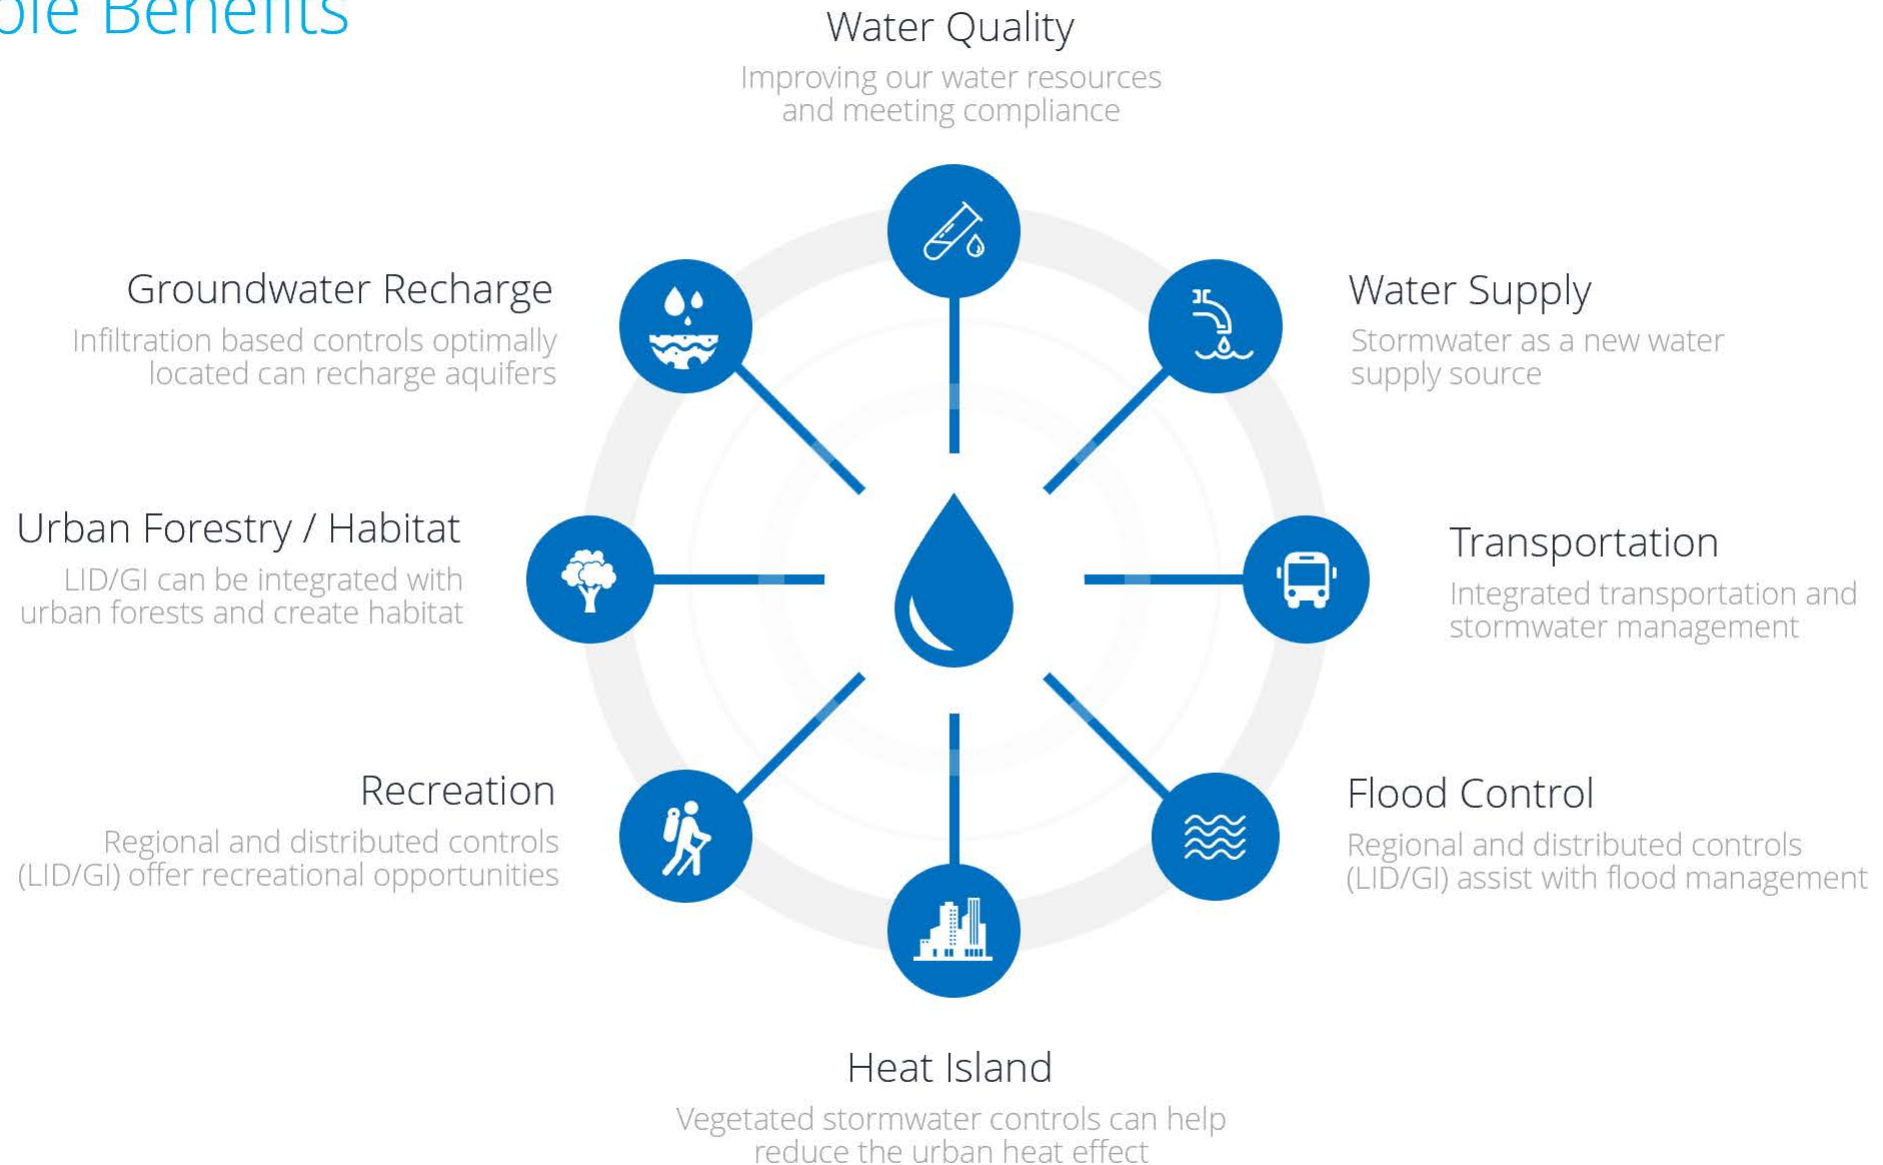 ple Benefits
Water Quality
Improving our water resources
and meeting compliance
Groundwater Recharge
Infiltration based controls optimally
located can recharge aquifers
Water Supply
Stormwater as a new water
supply source
Urban Forestry / Habitat
LID/GI can be integrated with
urban forests and create habitat
Transportation
Integrated transportation and
stormwater management
Recreation
Regional and distributed controls
(LID/GI) offer recreational opportunities
Flood Control
Regional and distributed controls
(LID/GI) assist with flood management
Heat Island
Vegetated stormwater controls can help
reduce the urban heat effect